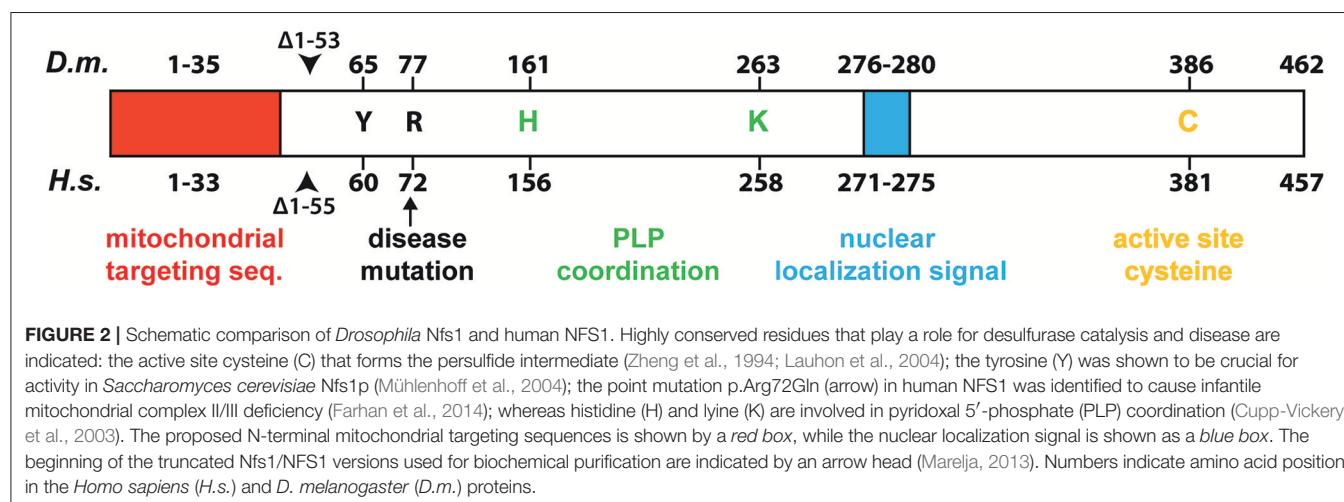 Δ1-53
D.m. 1-35 65 77 161 263 276-280 386 462
Y R H K C
H.s. 1-33 60 72 156 258 271-275 381 457
Δ1-55
mitochondrial targeting seq.
disease mutation
PLP coordination
nuclear localization signal
active site cysteine
FIGURE 2 | Schematic comparison of Drosophila Nfs1 and human NFS1. Highly conserved residues that play a role for desulfurase catalysis and disease are
indicated: the active site cysteine (C) that forms the persulfide intermediate (Zheng et al., 1994; Lauhon et al., 2004); the tyrosine (Y) was shown to be crucial for
activity in Saccharomyces cerevisiae Nfs1p (Mühlenhoff et al., 2004); the point mutation p.Arg72Gln (arrow) in human NFS1 was identified to cause infantile
mitochondrial complex II/III deficiency (Farhan et al., 2014); whereas histidine (H) and lyine (K) are involved in pyridoxal 5′-phosphate (PLP) coordination (Cupp-Vickery
et al., 2003). The proposed N-terminal mitochondrial targeting sequences is shown by a red box, while the nuclear localization signal is shown as a blue box. The
beginning of the truncated Nfs1/NFS1 versions used for biochemical purification are indicated by an arrow head (Marelja, 2013). Numbers indicate amino acid position
in the Homo sapiens (H.s.) and D. melanogaster (D.m.) proteins.